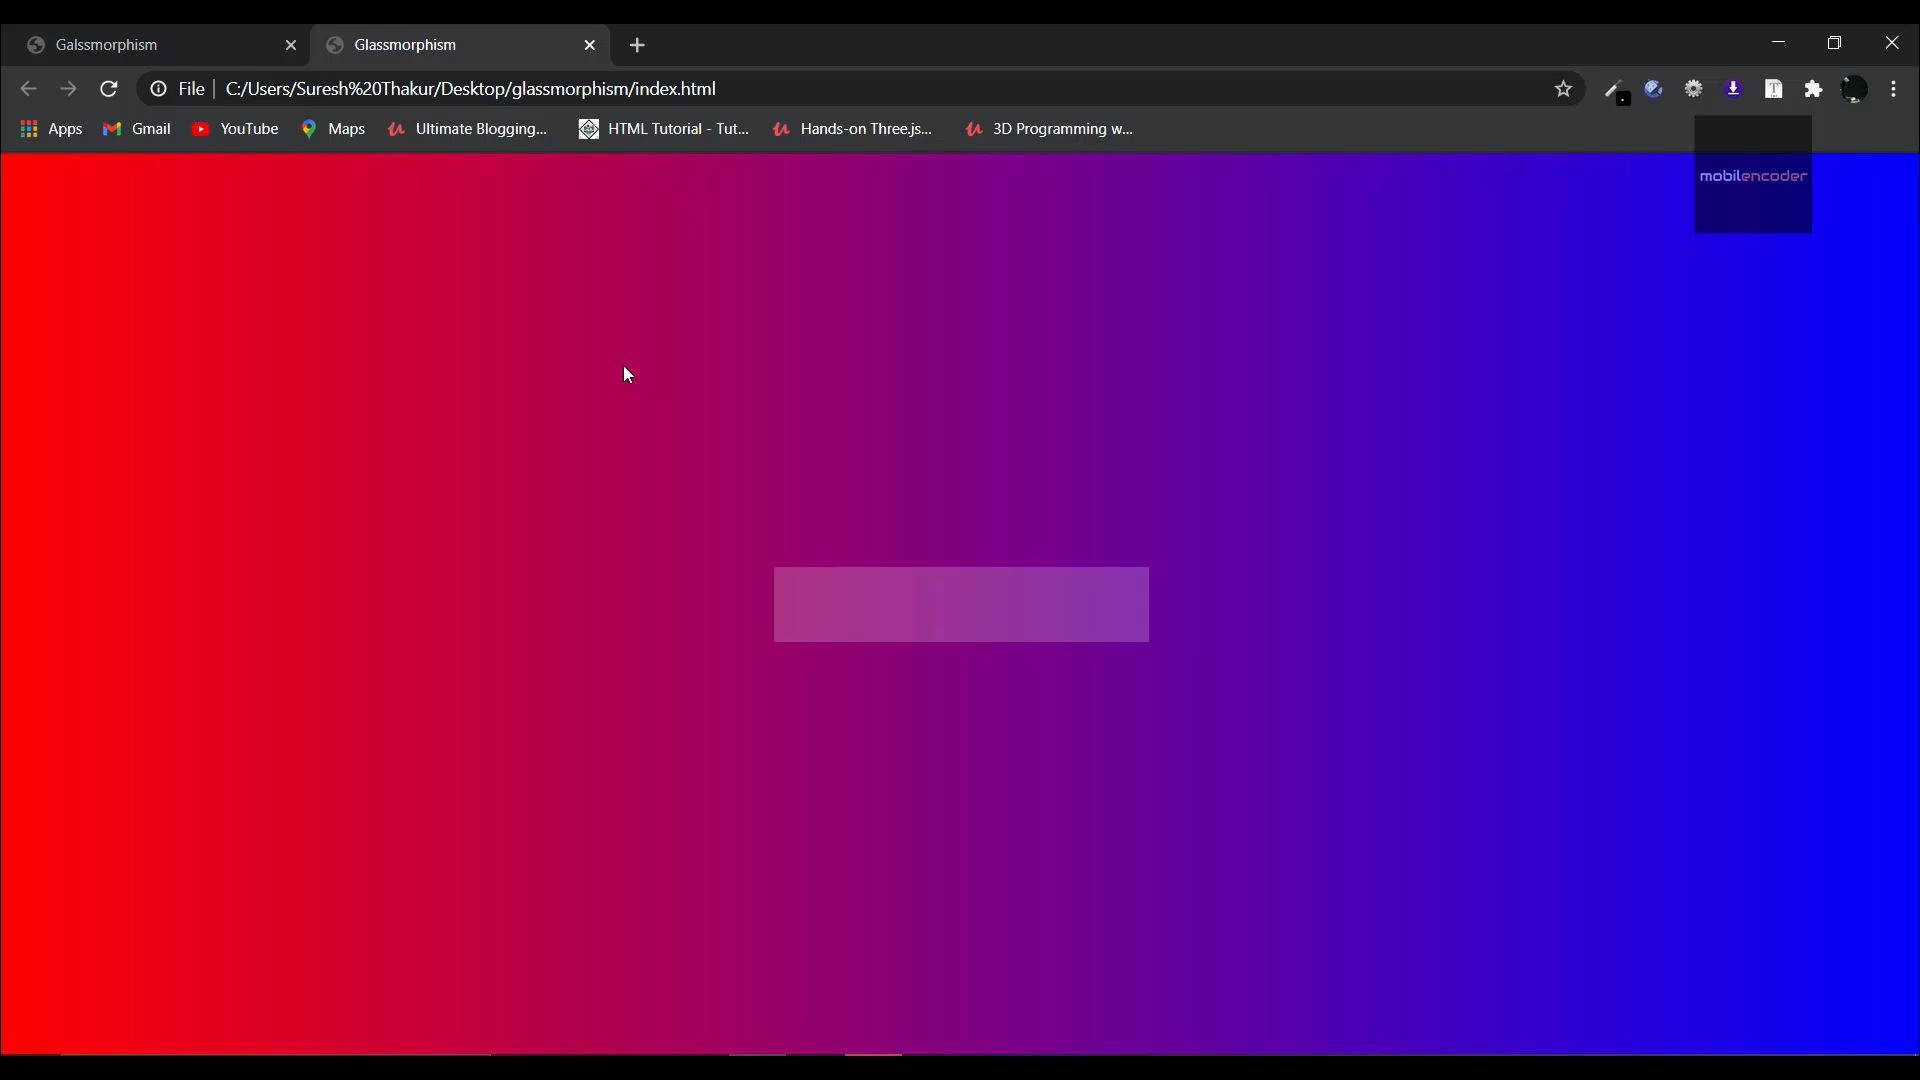 Galssmorphism
Glassmorphism
File C:/Users/Suresh%20Thakur/Desktop/glassmorphism/index.html
Apps Gmail YouTube Maps Ultimate Blogging... HTML Tutorial - Tut... Hands-on Three.js... 3D Programming w...
mobilencoder